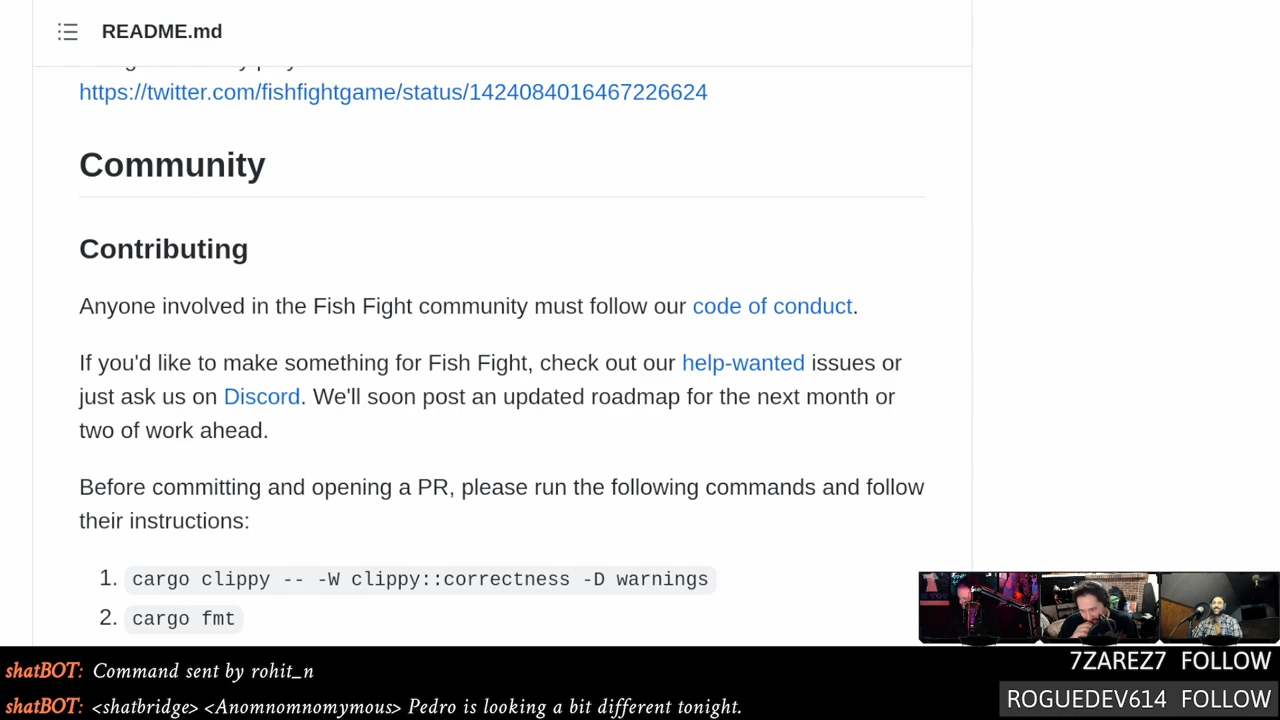 README.md
https://twitter.com/fishfightgame/status/1424084016467226624
Community
Contributing
Anyone involved in the Fish Fight community must follow our code of conduct.
If you'd like to make something for Fish Fight, check out our help-wanted issues or
just ask us on Discord. We'll soon post an updated roadmap for the next month or
two of work ahead.
Before committing and opening a PR, please run the following commands and follow
their instructions:
1. cargo clippy -- -W clippy::correctness -D warnings
2. cargo fmt
shatBOT: Command sent by rohit_n
shatBOT: <shatbridge> <Anomnomnomymous> Pedro is looking a bit different tonight.
7ZAREZ7 FOLLOW
ROGUEDEV614 FOLLOW